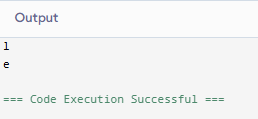 Output
l
e
=== Code Execution Successful ===